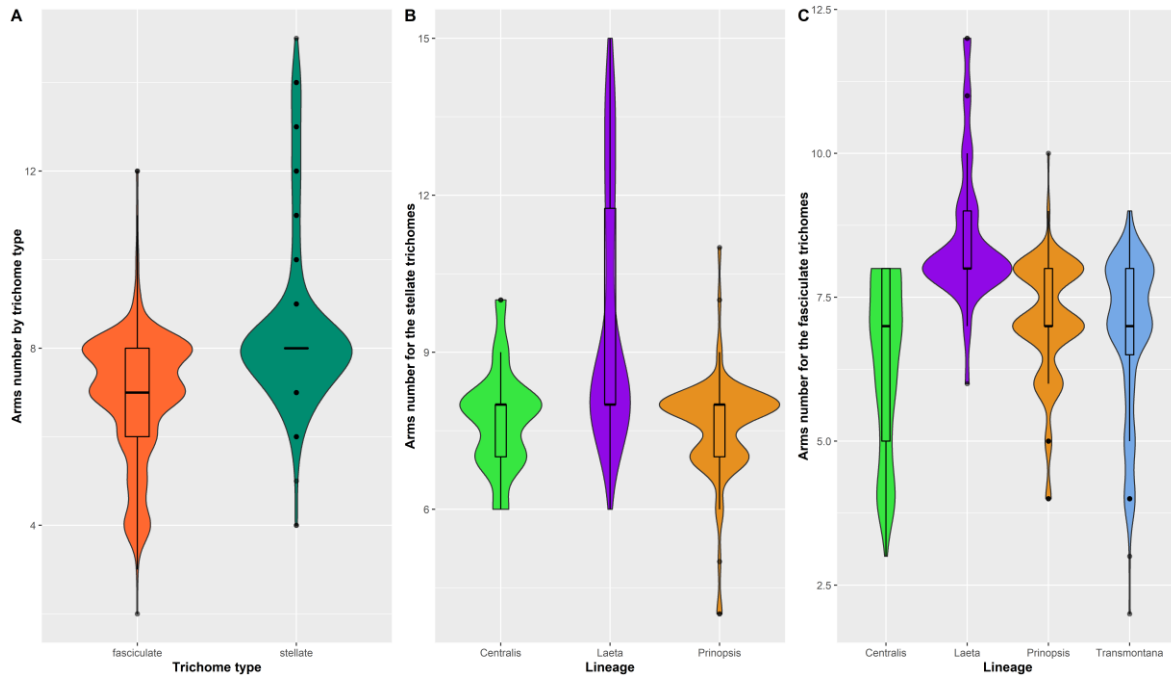 A
Arms number by trichome type
12
8
4
fasciculate
stellate
Trichome type
B
Arms number for the stellate trichomes
15
12
9
6
Centralis
Laeta
Prinopsis
Lineage
C
Arms number for the fasciculate trichomes
12.5
10.0
7.5
5.0
2.5
Centralis
Laeta
Prinopsis
Transmontana
Lineage